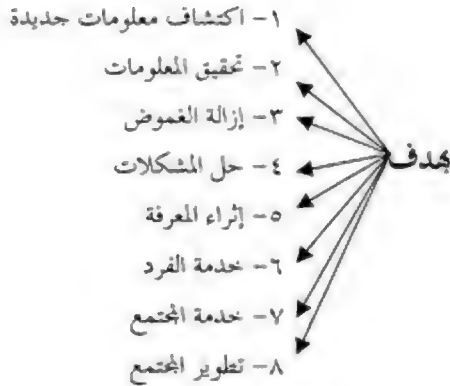 ١- اكتشاف معلومات جديدة
٢- تحقيق المعلومات
٣- إزالة الغموض
بهدف
٤- حل المشكلات
٥- إثراء المعرفة
٦- خدمة الفرد
٧- خدمة المجتمع
٨- تطوير المجتمع